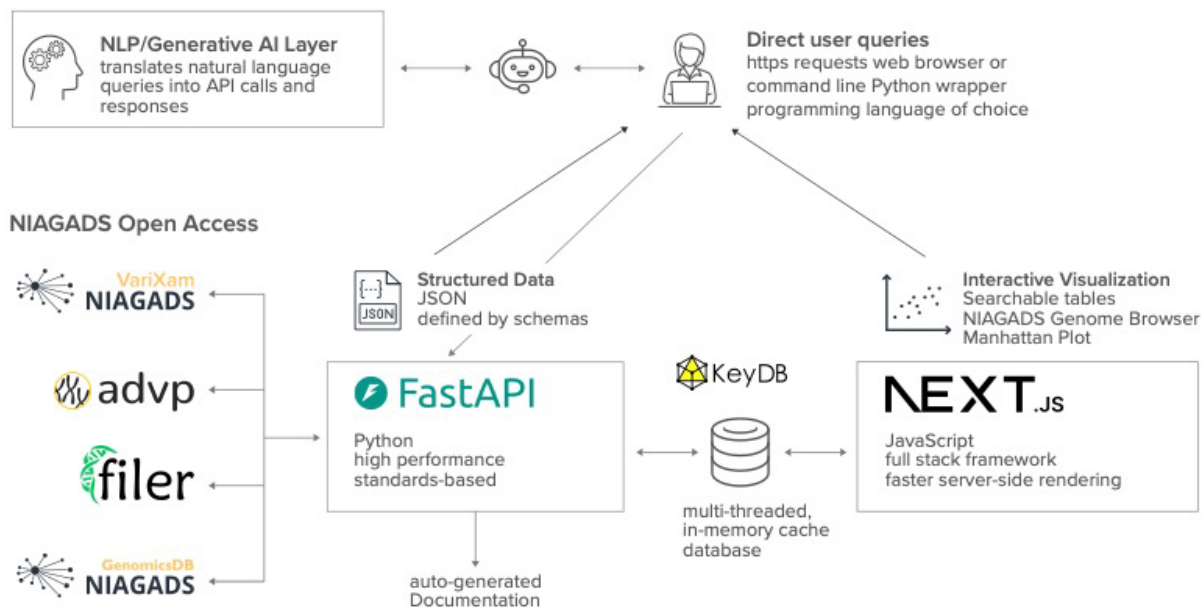 NLP/Generative AI Layer
translates natural language
queries into API calls and
responses
Direct user queries
https requests web browser or
command line Python wrapper
programming language of choice
NIAGADS Open Access
VariXam
NIAGADS
advp
filer
GenomicsDB
NIAGADS
{...}
JSON
Structured Data
JSON
defined by schemas
Interactive Visualization
Searchable tables
NIAGADS Genome Browser
Manhattan Plot
FastAPI
Python
high performance
standards-based
auto-generated
Documentation
KeyDB
multi-threaded,
in-memory cache
database
NEXT.JS
JavaScript
full stack framework
faster server-side rendering